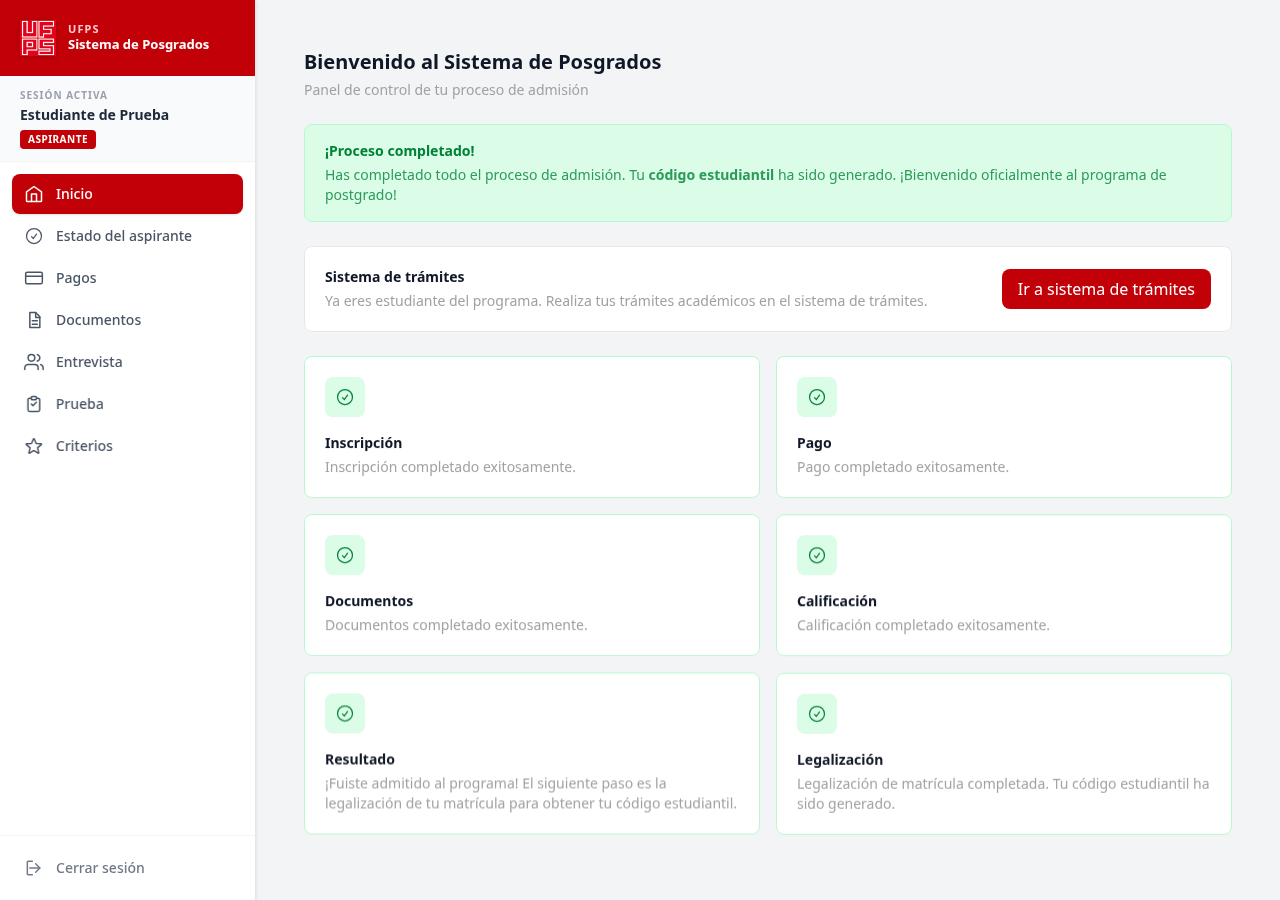 UFPS
UFPS
Sistema de Posgrados
SESIÓN ACTIVA
Estudiante de Prueba
ASPIRANTE
Inicio
Estado del aspirante
Pagos
Documentos
Entrevista
Prueba
Criterios
Cerrar sesión
Bienvenido al Sistema de Posgrados
Panel de control de tu proceso de admisión
¡Proceso completado!
Has completado todo el proceso de admisión. Tu código estudiantil ha sido generado. ¡Bienvenido oficialmente al programa de
postgrado!
Sistema de trámites
Ya eres estudiante del programa. Realiza tus trámites académicos en el sistema de trámites.
Ir a sistema de trámites
Inscripción
Inscripción completado exitosamente.
Pago
Pago completado exitosamente.
Documentos
Documentos completado exitosamente.
Calificación
Calificación completado exitosamente.
Resultado
¡Fuiste admitido al programa! El siguiente paso es la
legalización de tu matrícula para obtener tu código estudiantil.
Legalización
Legalización de matrícula completada. Tu código estudiantil ha
sido generado.